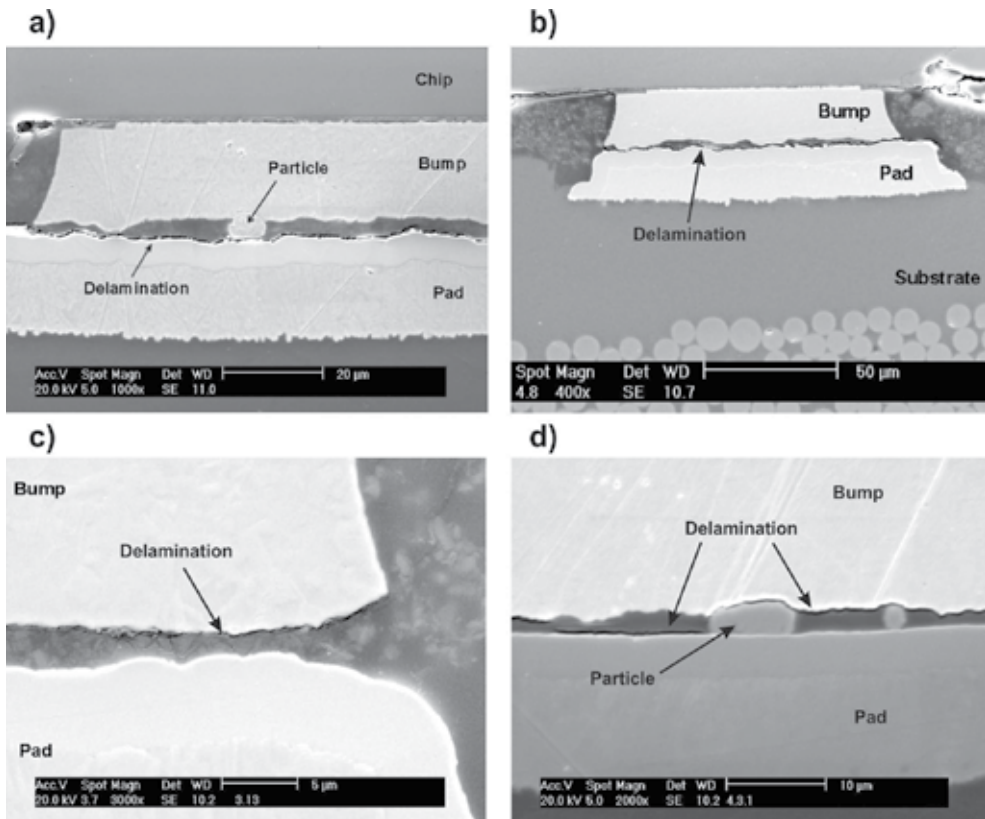 a)
Chip
Bump
Particle
Delamination
Pad
Acc.V Spot Magn Det WD 20 µm
20.0 kV 5.0 1000x SE 11.0
b)
Bump
Pad
Delamination
Substrate
Spot Magn Det WD 50 µm
4.8 400x SE 10.7
c)
Bump
Delamination
Pad
Acc.V Spot Magn Det WD 5 µm
20.0 kV 3.7 3000x SE 10.2 3.13
d)
Bump
Delamination
Particle
Pad
Acc.V Spot Magn Det WD 10 µm
20.0 kV 5.0 2000x SE 10.2 4.3.1